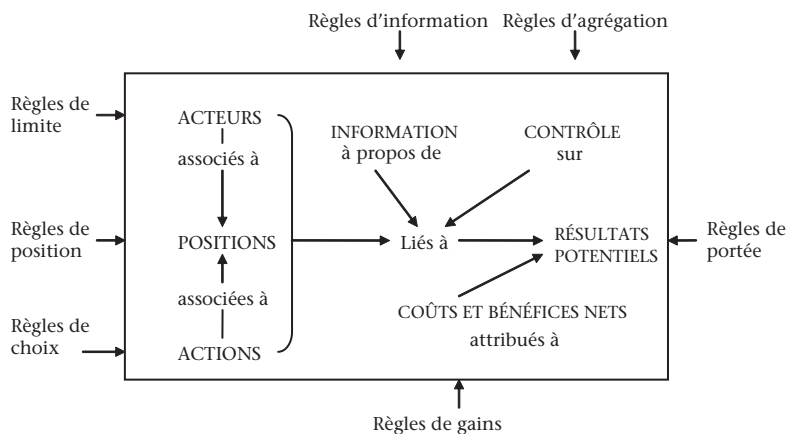 Règles d'information Règles d'agrégation
Règles de
limite
ACTEURS
associés à
INFORMATION
à propos de
CONTRÔLE
sur
Règles de
position
POSITIONS
Liés à
RÉSULTATS
POTENTIELS
Règles de
portée
associées à
COÛTS ET BÉNÉFICES NETS
attribués à
Règles de
choix
ACTIONS
Règles de gains